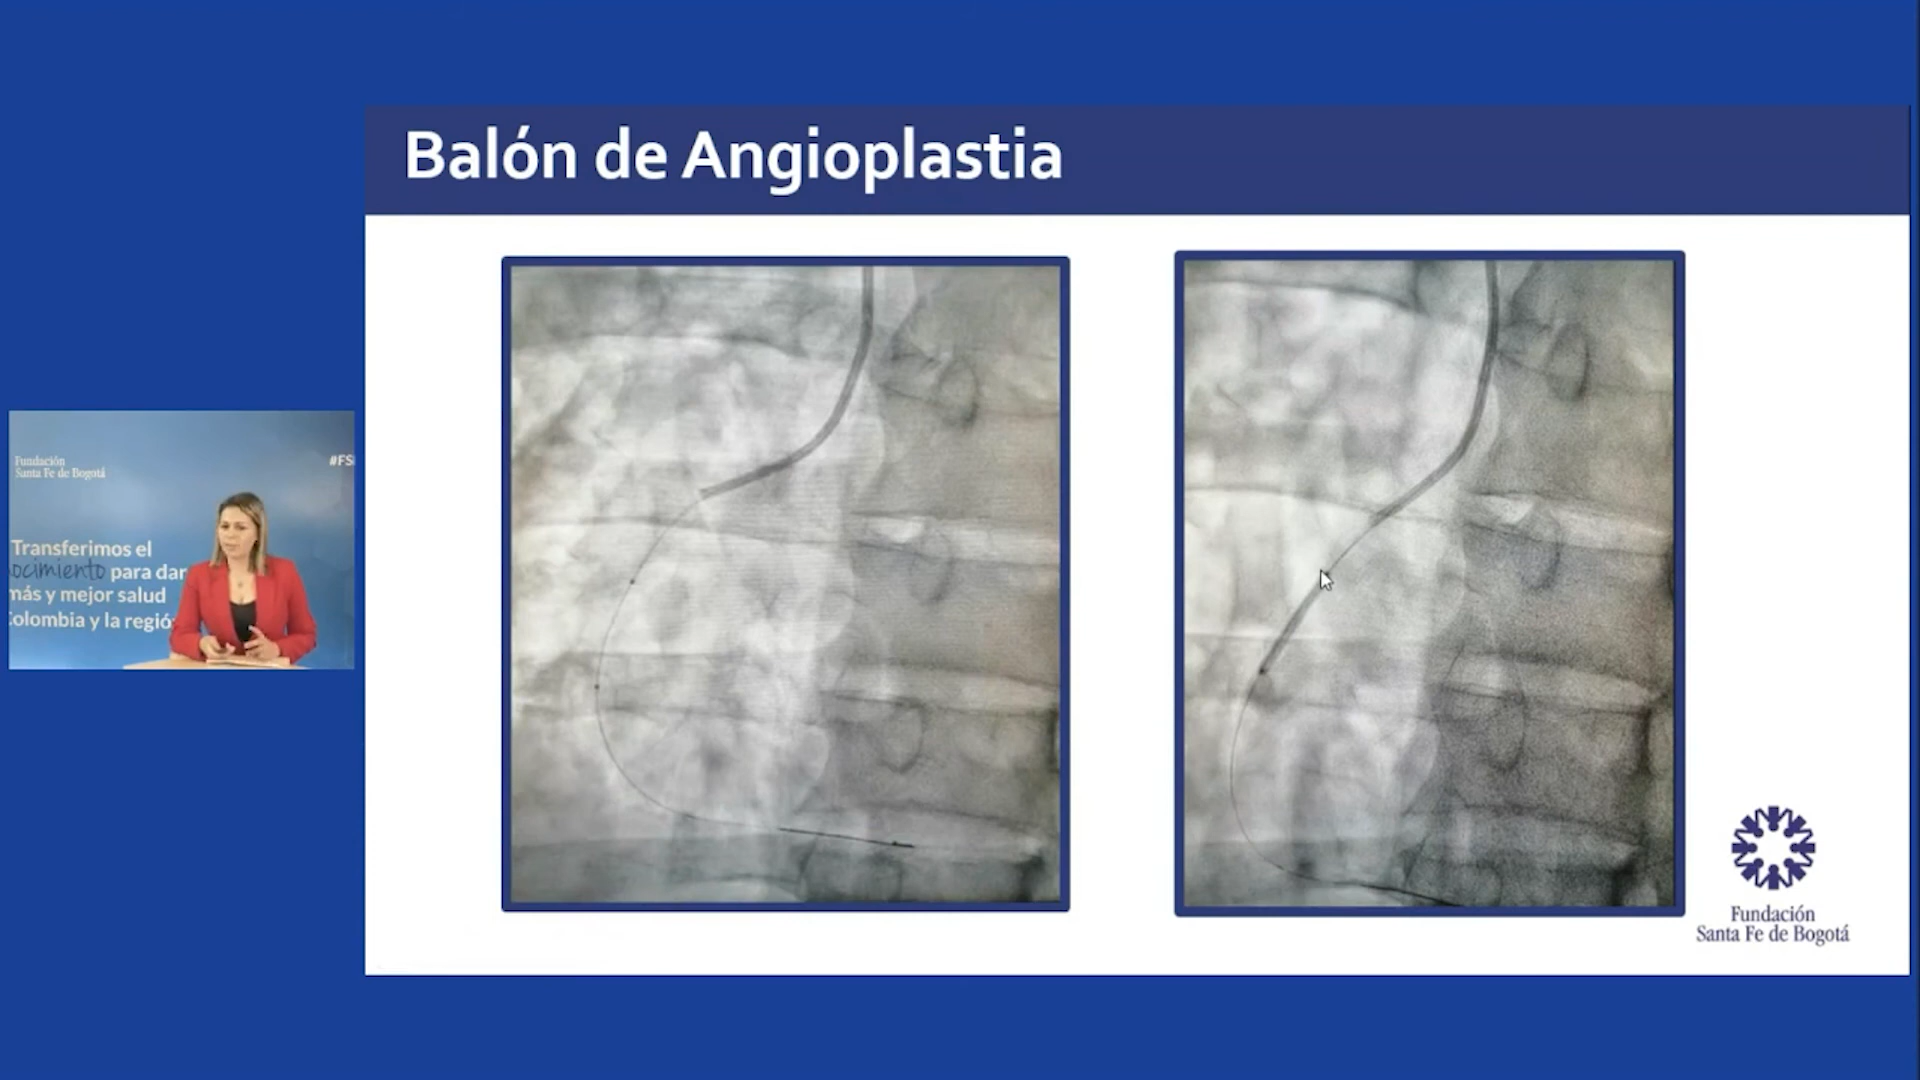 Balón de Angioplastia
Fundación
Santa Fe de Bogotá
#FS
Transferimos el
ocimiento para dar
más y mejor salud
Colombia y la regió
Fundación
Santa Fe de Bogotá